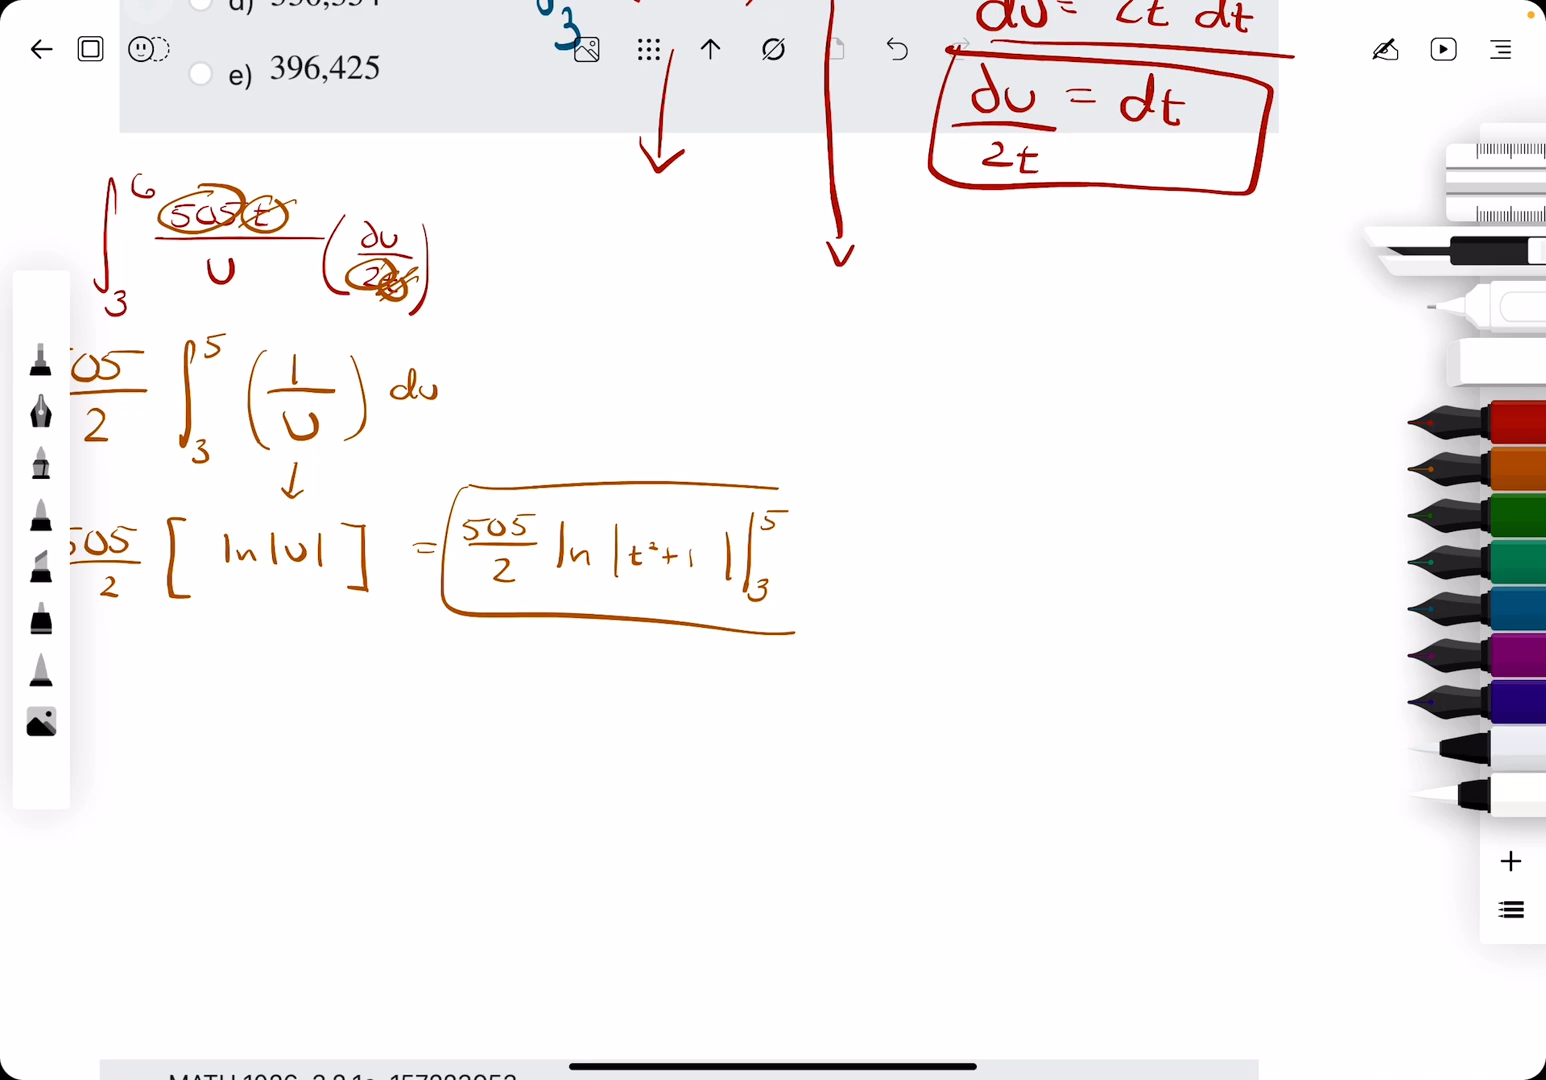 du = 2t dt
e) 396,425
du/2t = dt
∫₃⁶ 505t/U (du/2t)
505/2 ∫₃⁵ (1/U) du
505/2 [ ln|U| ] = 505/2 ln|t²+1| |₃⁵